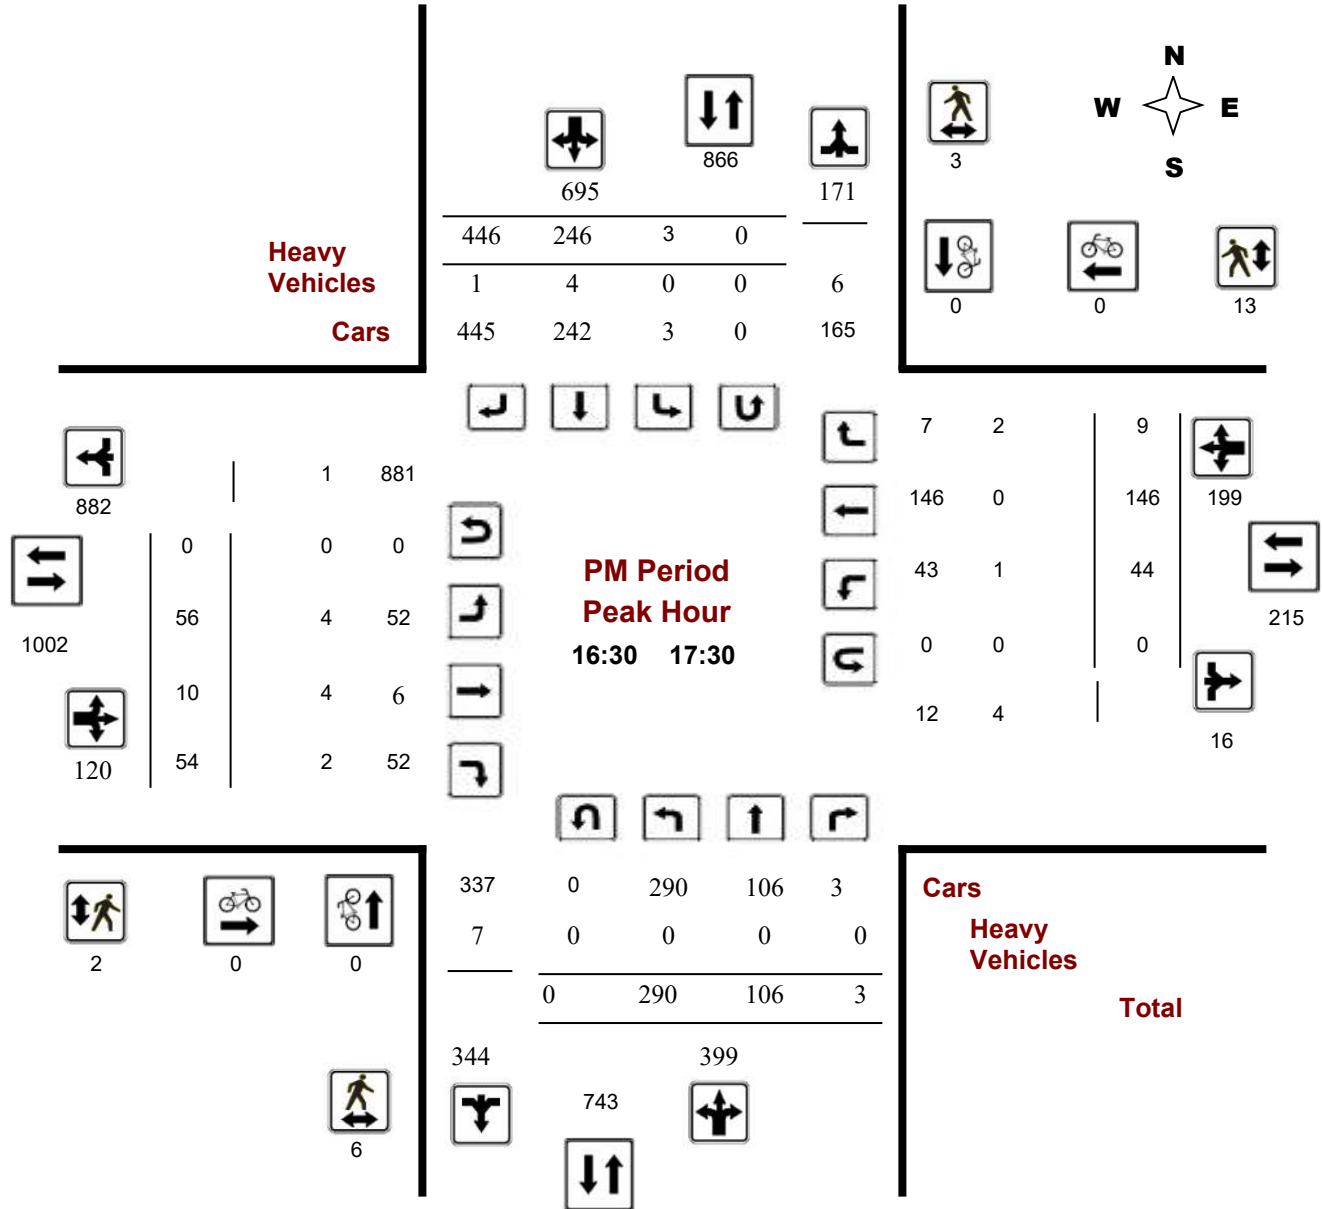 N
W E
S
866
3
695
171
446 246 3 0
Heavy
Vehicles
1 4 0 0 6
0 0 13
Cars
445 242 3 0 165
7 2 9
1 881
882
146 0 146 199
0 0 0
PM Period
43 1 44
Peak Hour
56 4 52
215
1002
16:30 17:30
0 0 0
10 4 6
12 4
16
120
54 2 52
337 0 290 106 3
Cars
7 0 0 0 0
Heavy
Vehicles
2 0 0
0 290 106 3
Total
344 399
743
6